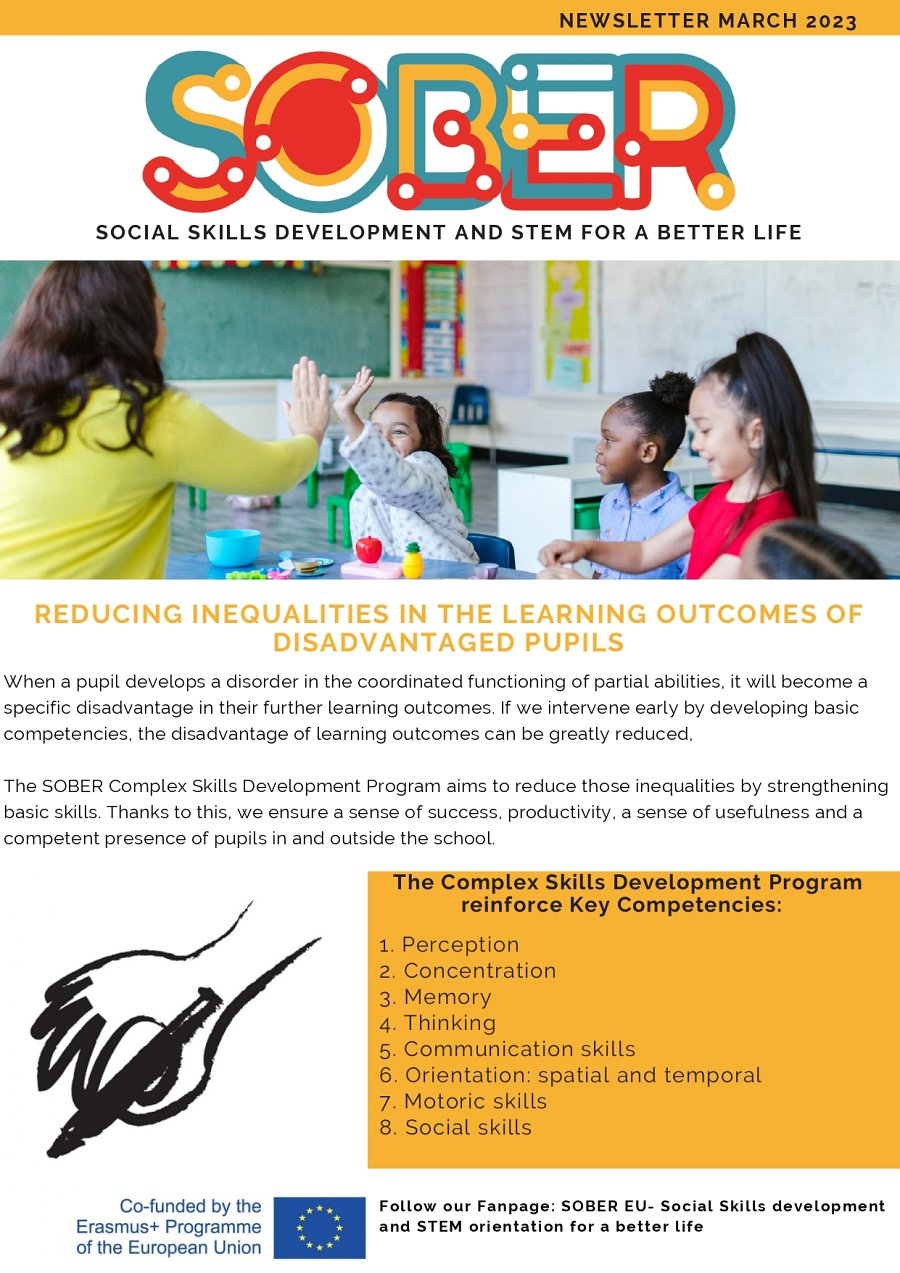 NEWSLETTER MARCH 2023
SOBER
SOCIAL SKILLS DEVELOPMENT AND STEM FOR A BETTER LIFE
REDUCING INEQUALITIES IN THE LEARNING OUTCOMES OF
DISADVANTAGED PUPILS
When a pupil develops a disorder in the coordinated functioning of partial abilities, it will become a
specific disadvantage in their further learning outcomes. If we intervene early by developing basic
competencies, the disadvantage of learning outcomes can be greatly reduced,
The SOBER Complex Skills Development Program aims to reduce those inequalities by strengthening
basic skills. Thanks to this, we ensure a sense of success, productivity, a sense of usefulness and a
competent presence of pupils in and outside the school.
The Complex Skills Development Program
reinforce Key Competencies:
1. Perception
2. Concentration
3. Memory
4. Thinking
5. Communication skills
6. Orientation: spatial and temporal
7. Motoric skills
8. Social skills
Co-funded by the
Erasmus+ Programme
of the European Union
Follow our Fanpage: SOBER EU- Social Skills development
and STEM orientation for a better life